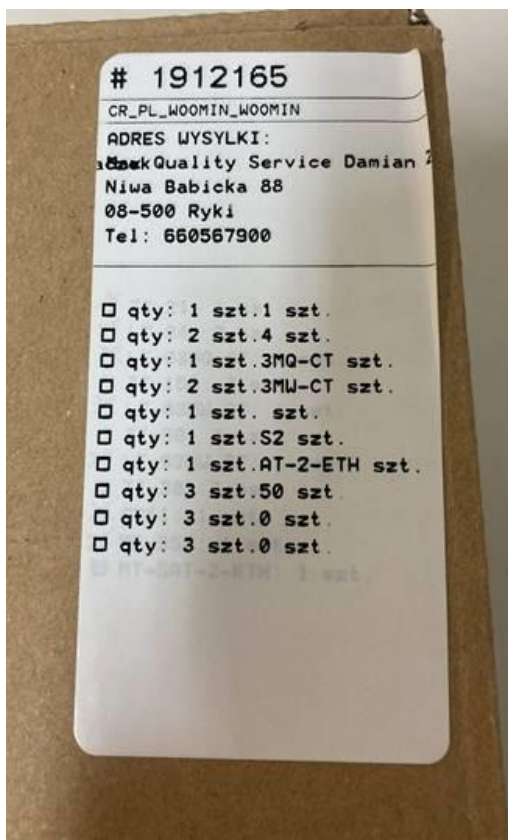 # 1912165
CR_PL_WOOMIN_WOOMIN
ADRES WYSYLKI:
Quality Service Damian
Niwa Babicka 88
08-500 Ryki
Tel: 660567900
qty: 1 szt.1 szt.
qty: 2 szt.4 szt.
qty: 1 szt.3MQ-CT szt.
qty: 2 szt.3MW-CT szt.
qty: 1 szt. szt.
qty: 1 szt.S2 szt.
qty: 1 szt.AT-2-ETH szt.
qty: 3 szt.50 szt.
qty: 3 szt.0 szt.
qty: 3 szt.0 szt.